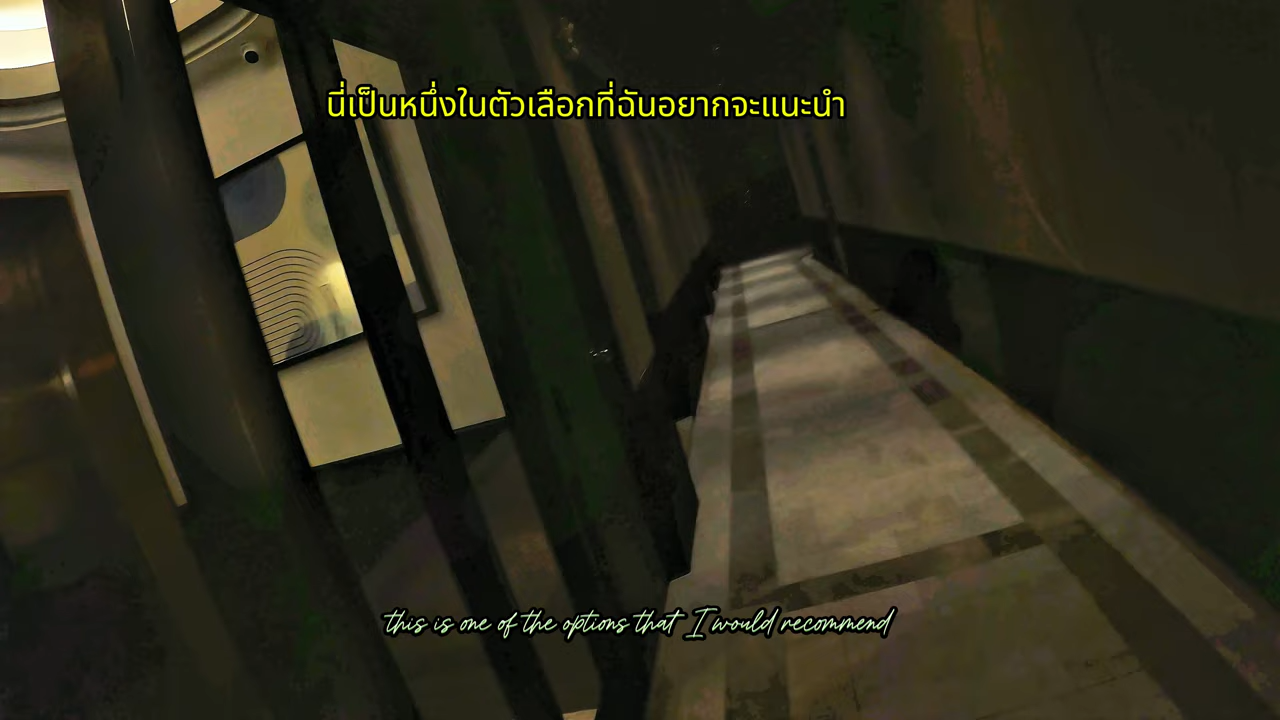 นี่เป็นหนึ่งในตัวเลือกที่ฉันอยากจะแนะนำ
this is one of the options that I would recommend